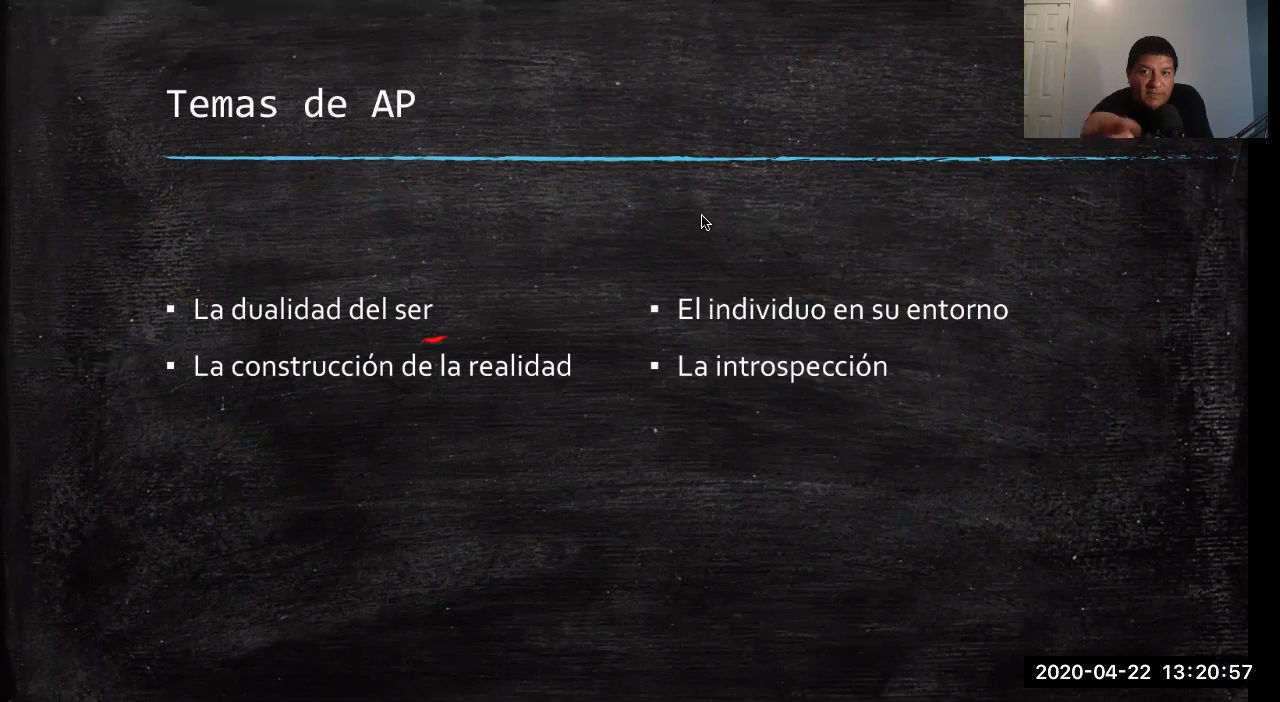 Temas de AP
▪ La dualidad del ser
▪ La construcción de la realidad
▪ El individuo en su entorno
▪ La introspección
2020-04-22 13:20:57